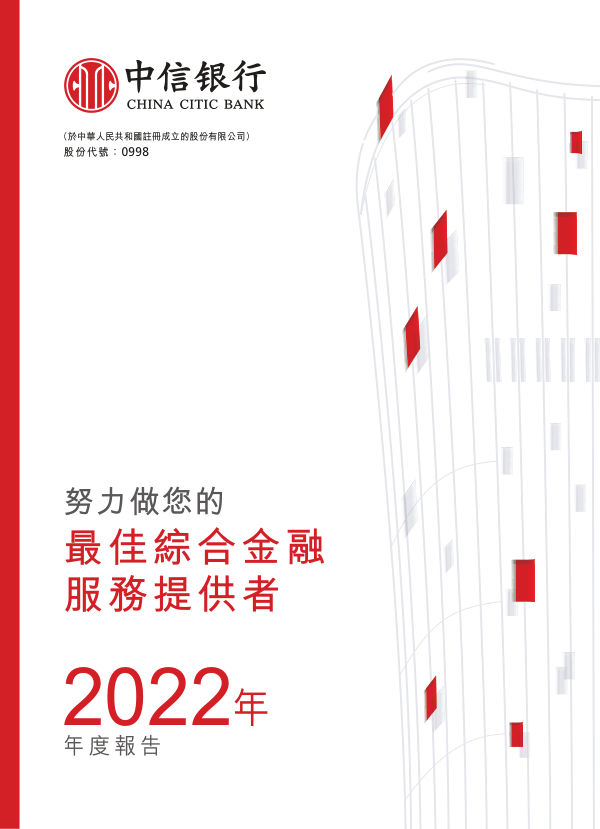 中信银行
CHINA CITIC BANK
（於中華人民共和國註冊成立的股份有限公司）
股份代號：0998
努力做您的
最佳綜合金融
服務提供者
2022年
年度報告